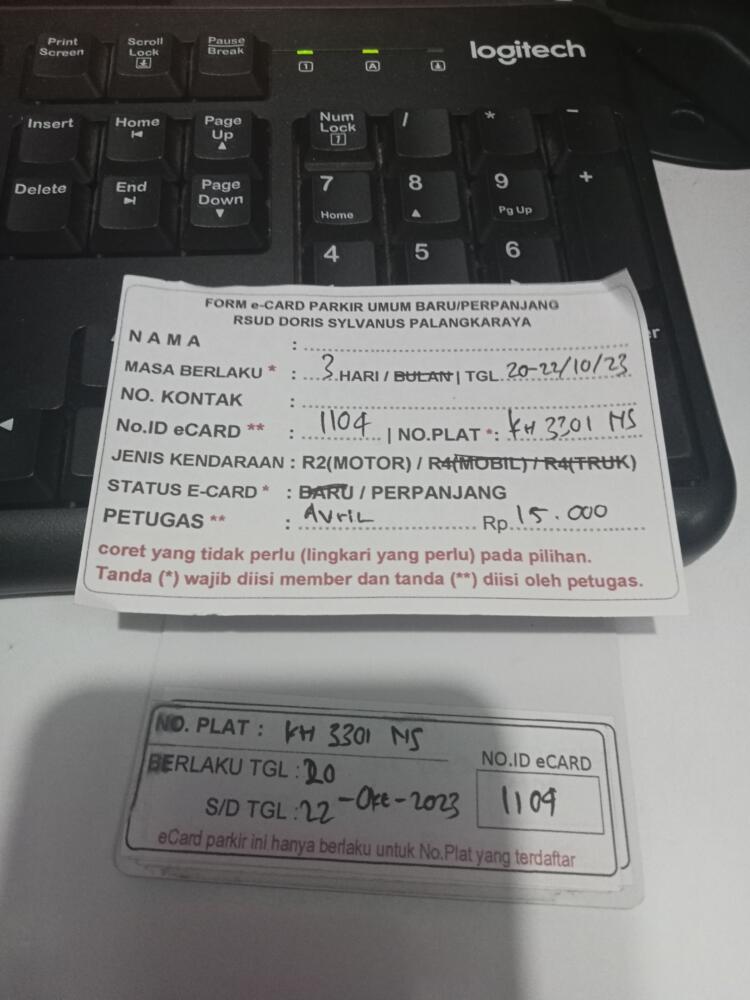 Print Screen
Scroll Lock
Pause Break
1
A
logitech
Insert
Home
Page Up
Num Lock
1
/
*
-
Delete
End
Page Down
7 Home
8
9 Pg Up
+
4
5
6
FORM e-CARD PARKIR UMUM BARU/PERPANJANG
RSUD DORIS SYLVANUS PALANGKARAYA
NAMA :
MASA BERLAKU * : 3 HARI / BULAN | TGL. 20-22/10/23
NO. KONTAK :
No.ID eCARD ** : 1109 | NO.PLAT *: KH 3301 NS
JENIS KENDARAAN : R2(MOTOR) / R4(MOBIL) / R4(TRUK)
STATUS E-CARD * : BARU / PERPANJANG
PETUGAS ** : AVRIL Rp. 15.000
coret yang tidak perlu (lingkari yang perlu) pada pilihan.
Tanda (*) wajib diisi member dan tanda (**) diisi oleh petugas.
NO. PLAT : KH 3301 NS
BERLAKU TGL : 20
S/D TGL : 22 - Okt - 2023
NO.ID eCARD
1109
eCard parkir ini hanya berlaku untuk No.Plat yang terdaftar